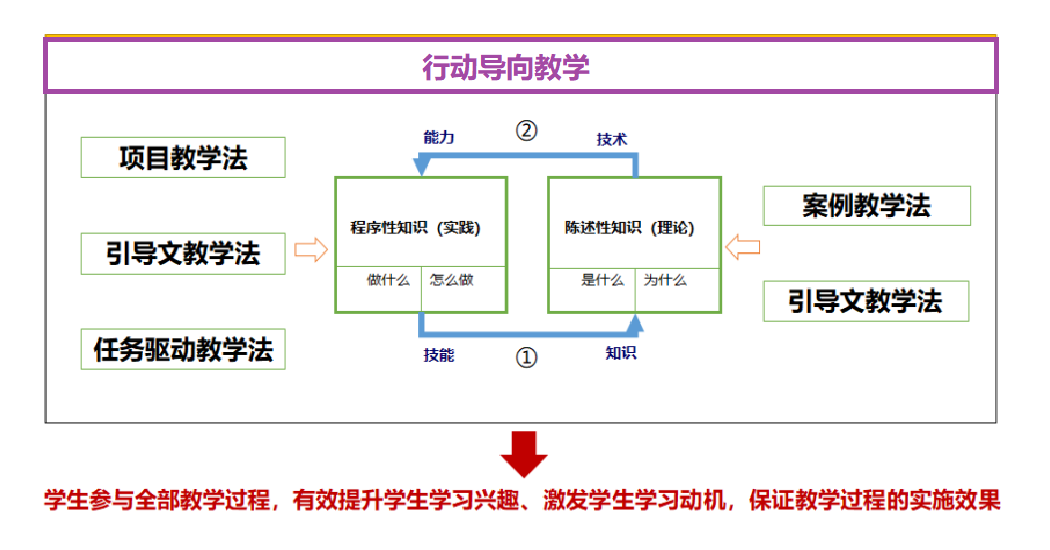 行动导向教学
能力
②
技术
项目教学法
引导文教学法
任务驱动教学法
程序性知识（实践）
做什么
怎么做
陈述性知识（理论）
是什么
为什么
案例教学法
引导文教学法
技能
①
知识
学生参与全部教学过程，有效提升学生学习兴趣、激发学生学习动机，保证教学过程的实施效果